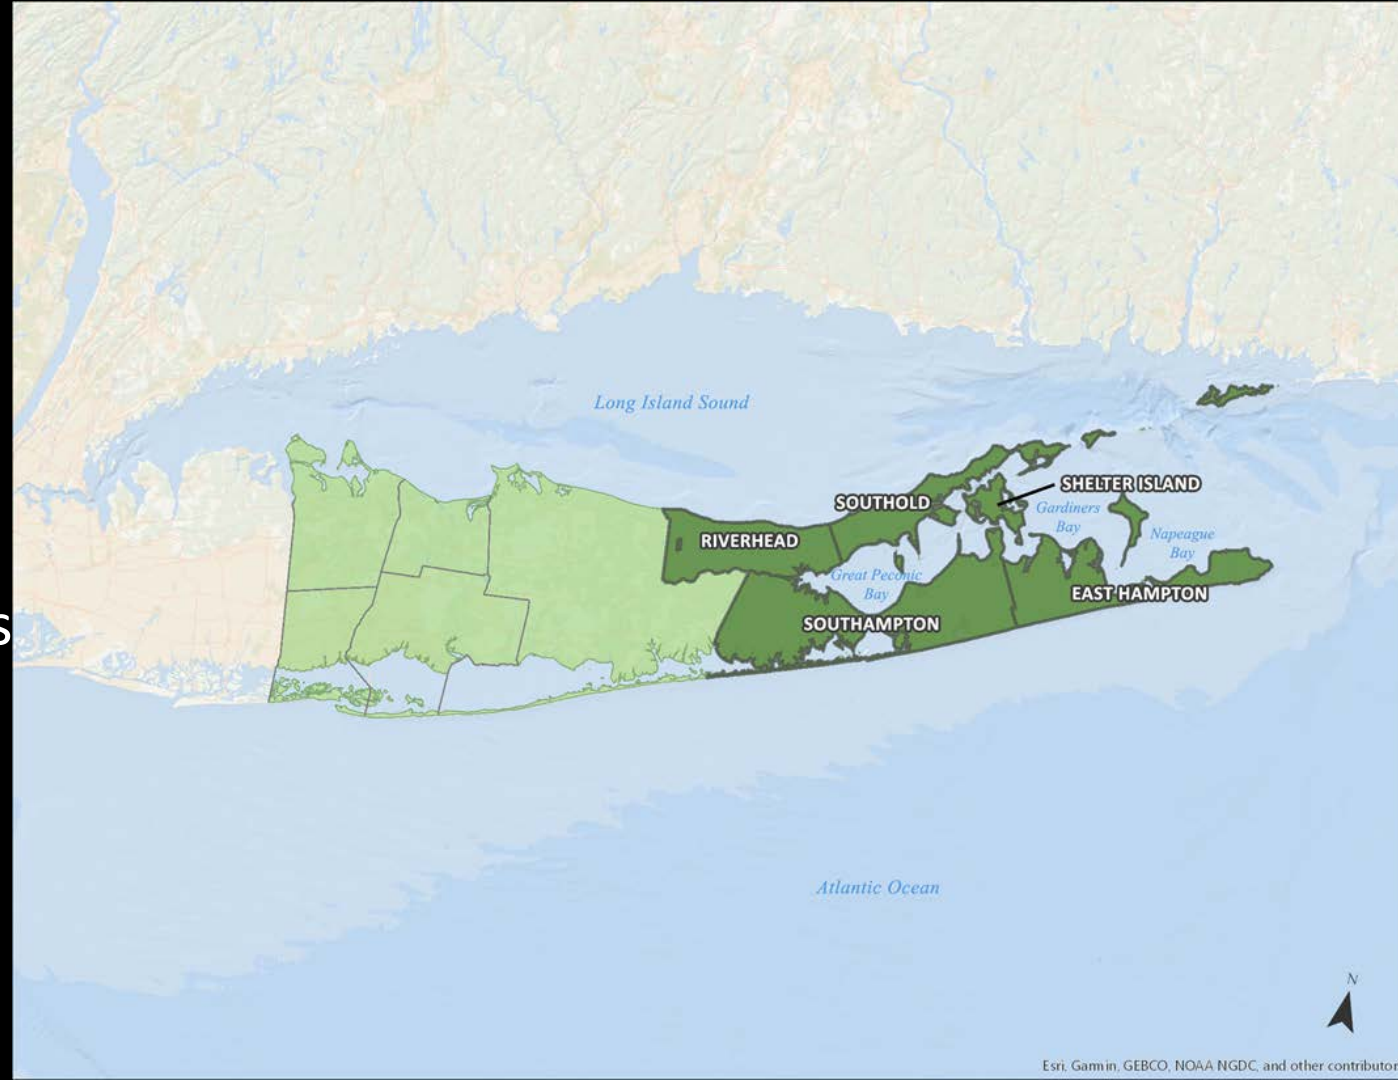 Long Island Sound
SHELTER ISLAND
SOUTHOLD
Gardiners
Bay
Napeague
Bay
RIVERHEAD
Great Peconic
Bay
EAST HAMPTON
SOUTHAMPTON
s
Atlantic Ocean
N
Esri, Garmin, GEBCO, NOAA NGDC, and other contributor